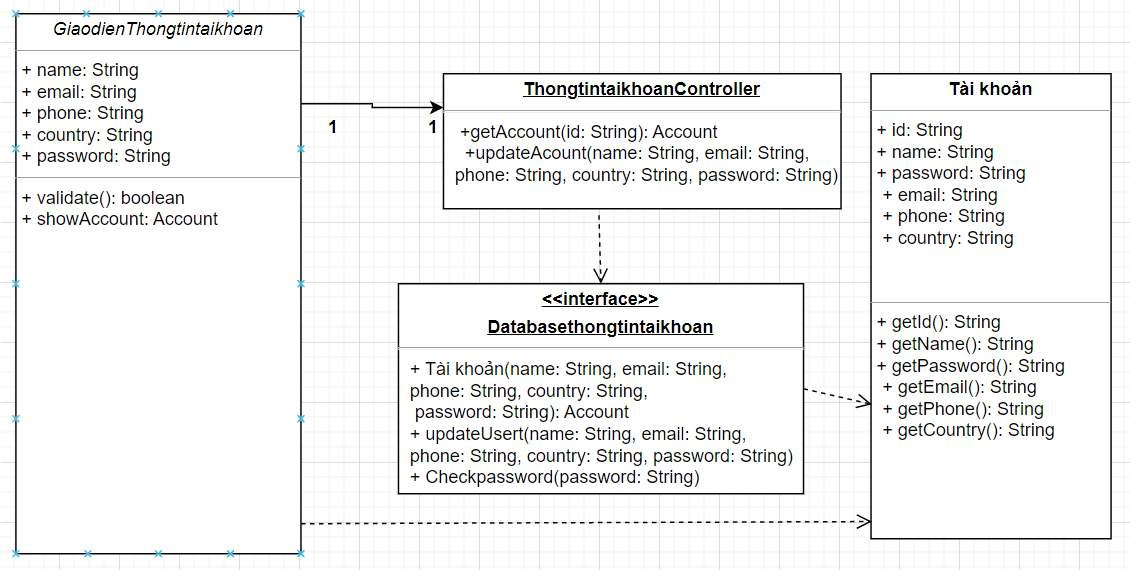 GiaodienThongtintaikhoan
+ name: String
+ email: String
+ phone: String
+ country: String
+ password: String
+ validate(): boolean
+ showAccount: Account
1
1
ThongtintaikhoanController
+getAccount(id: String): Account
+updateAcount(name: String, email: String,
phone: String, country: String, password: String)
<<interface>>
Databasethongtintaikhoan
+ Tài khoản(name: String, email: String,
phone: String, country: String,
password: String): Account
+ updateUsert(name: String, email: String,
phone: String, country: String, password: String)
+ Checkpassword(password: String)
Tài khoản
+ id: String
+ name: String
+ password: String
+ email: String
+ phone: String
+ country: String
+ getId(): String
+ getName(): String
+ getPassword(): String
+ getEmail(): String
+ getPhone(): String
+ getCountry(): String